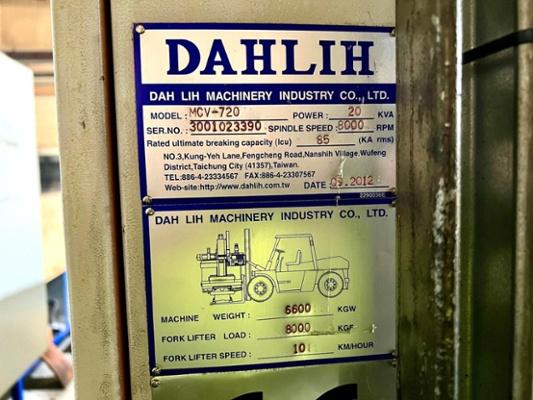 DAHLIH
DAH LIH MACHINERY INDUSTRY CO., LTD.
MODEL: MCV-720 POWER: 20 KVA
SER.NO.: 3001023390 SPINDLE SPEED: 8000 RPM
Rated ultimate breaking capacity (Icu) 85 (KA rms)
NO.3,Kung-Yeh Lane,Fengcheng Road,Nanshih Village,Wufeng
District,Taichung City (41357),Taiwan.
TEL:886-4-23334567 FAX:886-4-23307567
Web-site:http://www.dahlih.com.tw DATE 09.2012
DAH LIH MACHINERY INDUSTRY CO., LTD.
MACHINE WEIGHT: 6600 KGW
FORK LIFTER LOAD: 8000 KGF
FORK LIFTER SPEED: 10 KM/HOUR